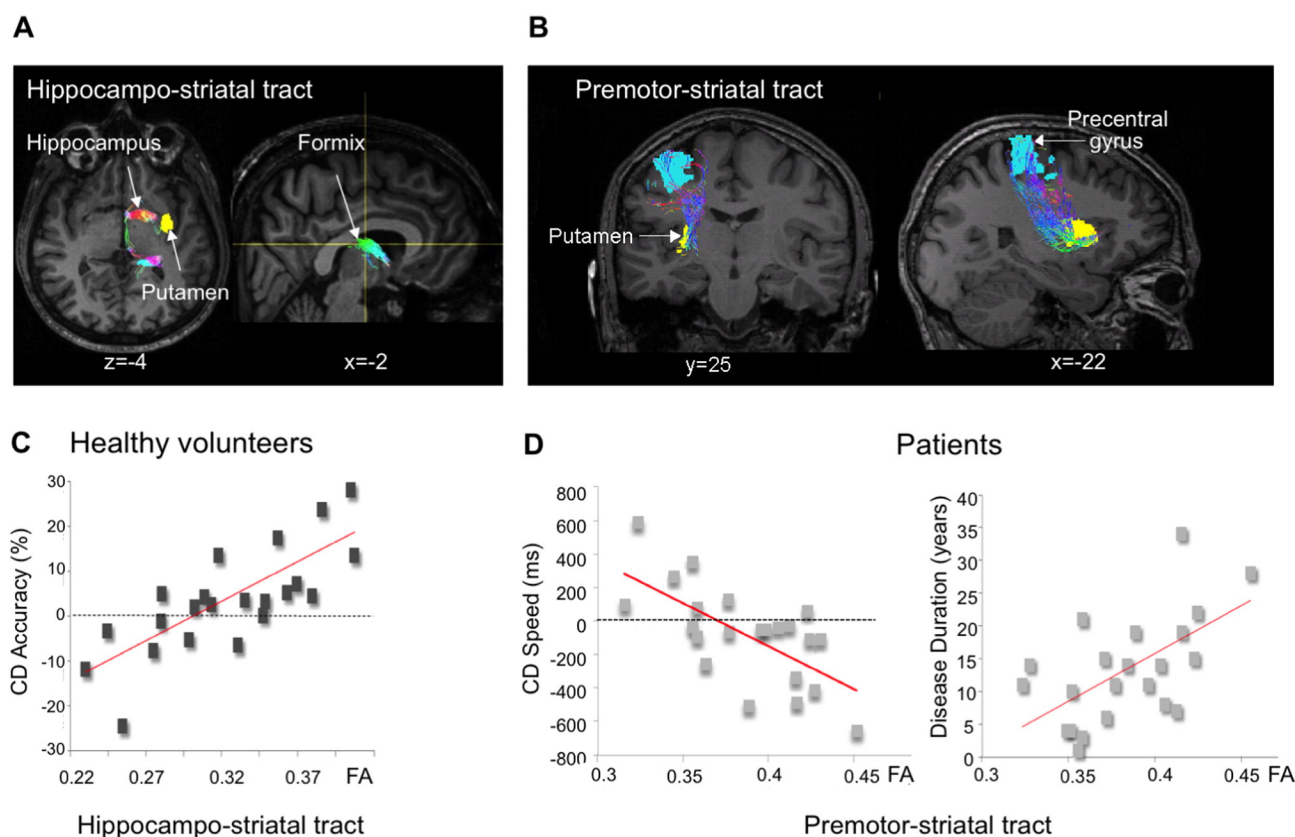 A
B
Hippocampo-striatal tract
Hippocampus
Formix
Putamen
z=-4
x=-2
Premotor-striatal tract
Precentral
gyrus
Putamen
y=25
x=-22
C
Healthy volunteers
CD Accuracy (%)
30
20
10
0
-10
-20
-30
0.22
0.27
0.32
0.37
FA
Hippocampo-striatal tract
D
Patients
CD Speed (ms)
800
600
400
200
0
-200
-400
-600
-800
0.3
0.35
0.4
0.45
FA
Disease Duration (years)
40
35
30
25
20
15
10
5
0
0.3
0.35
0.4
0.45
FA
Premotor-striatal tract